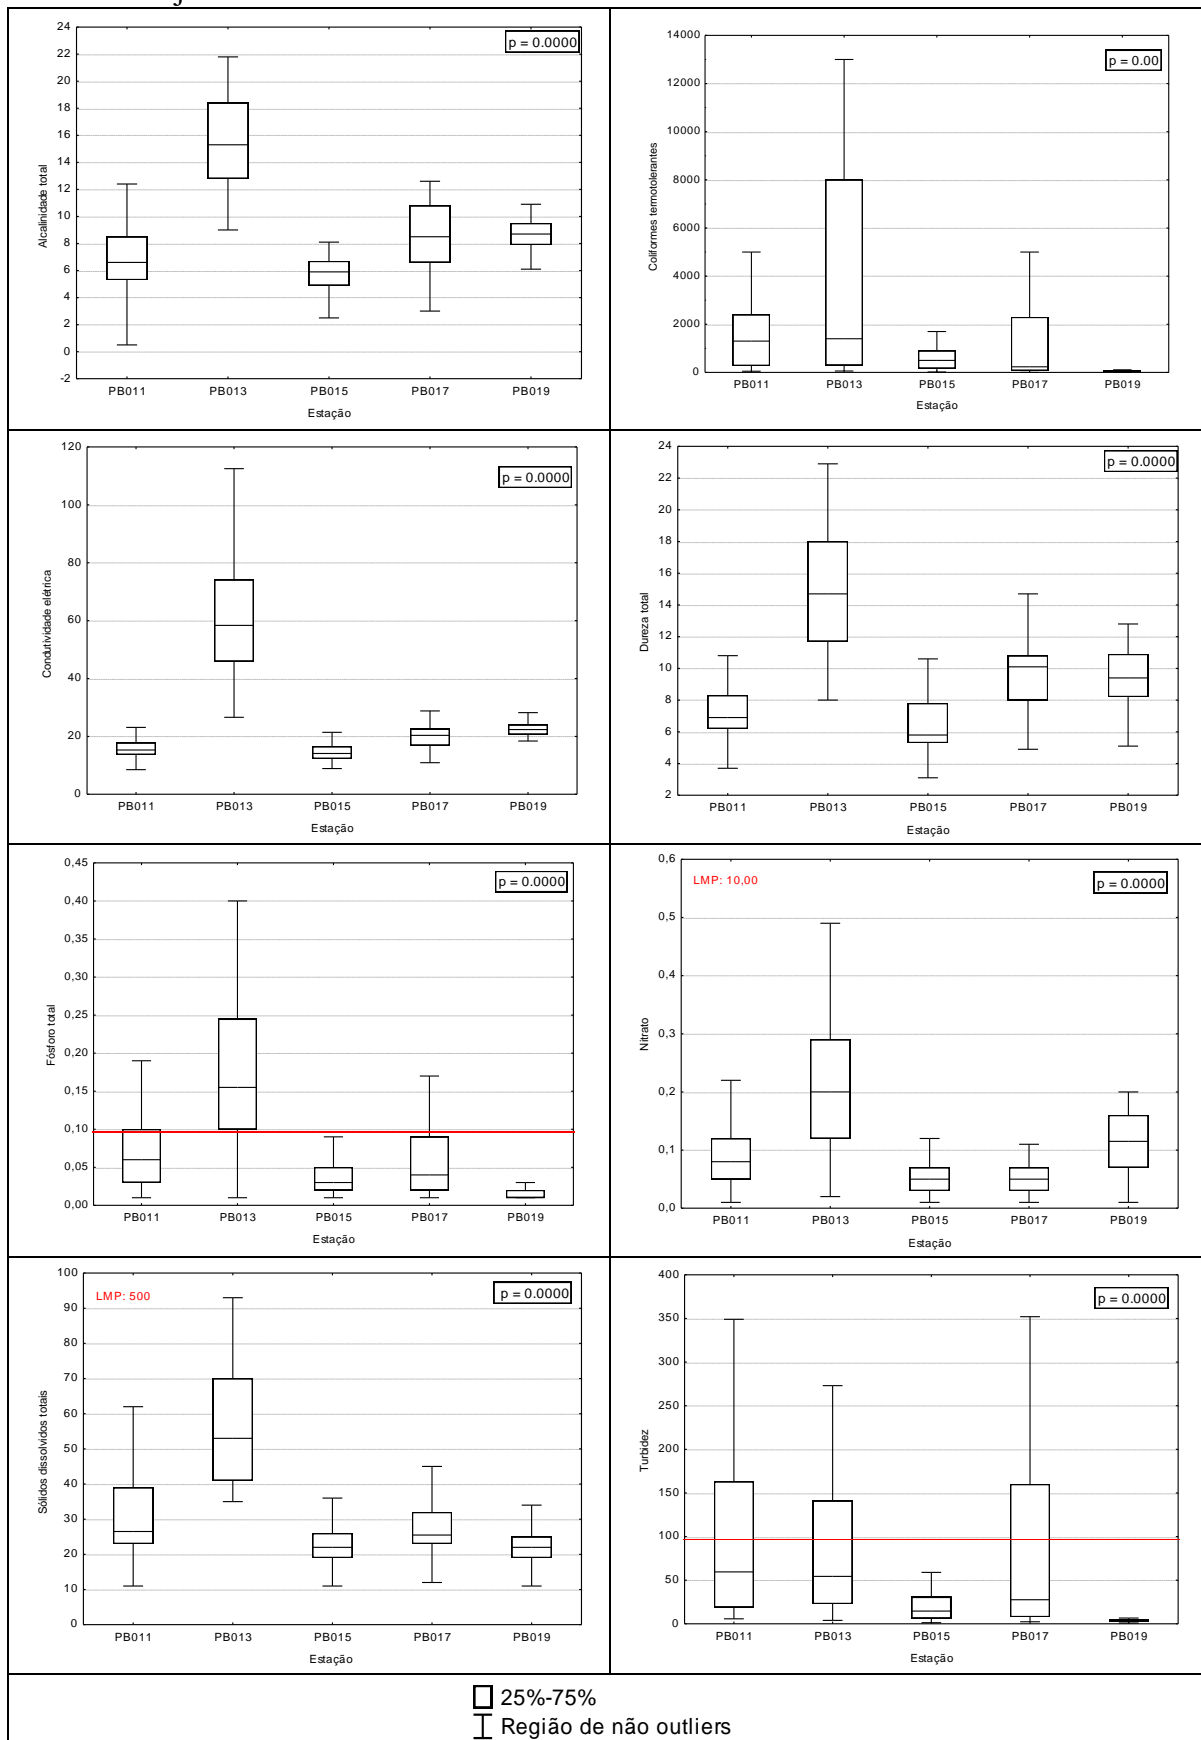 24
22
20
18
16
14
12
10
8
6
4
2
0
-2
Alcalinidade total
p = 0.0000
PB011 PB013 PB015 PB017 PB019
Estação
14000
12000
10000
8000
6000
4000
2000
0
Coliformes termotolerantes
p = 0.00
PB011 PB013 PB015 PB017 PB019
Estação
120
100
80
60
40
20
0
Condutividade elétrica
p = 0.0000
PB011 PB013 PB015 PB017 PB019
Estação
24
22
20
18
16
14
12
10
8
6
4
2
Dureza total
p = 0.0000
PB011 PB013 PB015 PB017 PB019
Estação
0,45
0,40
0,35
0,30
0,25
0,20
0,15
0,10
0,05
0,00
Fósforo total
p = 0.0000
PB011 PB013 PB015 PB017 PB019
Estação
0,6
0,5
0,4
0,3
0,2
0,1
0,0
Nitrato
LMP: 10,00
p = 0.0000
PB011 PB013 PB015 PB017 PB019
Estação
100
90
80
70
60
50
40
30
20
10
0
Sólidos dissolvidos totais
LMP: 500
p = 0.0000
PB011 PB013 PB015 PB017 PB019
Estação
400
350
300
250
200
150
100
50
0
Turbidez
p = 0.0000
PB011 PB013 PB015 PB017 PB019
Estação
25%-75%
Região de não outliers